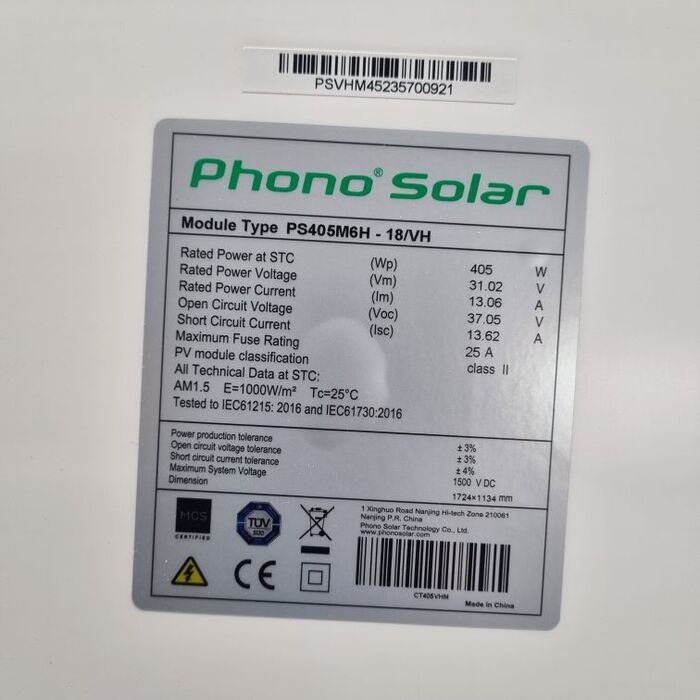 PSVHM45235700921
Phono® Solar
Module Type PS405M6H - 18/VH
Rated Power at STC (Wp) 405 W
Rated Power Voltage (Vm) 31.02 V
Rated Power Current (Im) 13.06 A
Open Circuit Voltage (Voc) 37.05 V
Short Circuit Current (Isc) 13.62 A
Maximum Fuse Rating 25 A
PV module classification class II
All Technical Data at STC:
AM1.5 E=1000W/m² Tc=25°C
Tested to IEC61215: 2016 and IEC61730:2016
Power production tolerance ±3%
Open circuit voltage tolerance ±3%
Short circuit current tolerance ±4%
Maximum System Voltage 1500 V DC
Dimension 1724×1134 mm
MCS
CERTIFIED
TÜV
SÜD
1 Xinghuo Road Nanjing Hi-tech Zone 210061
Nanjing P.R. China
Phono Solar Technology Co., Ltd.
www.phonosolar.com
CE
CT405VHM
Made in China